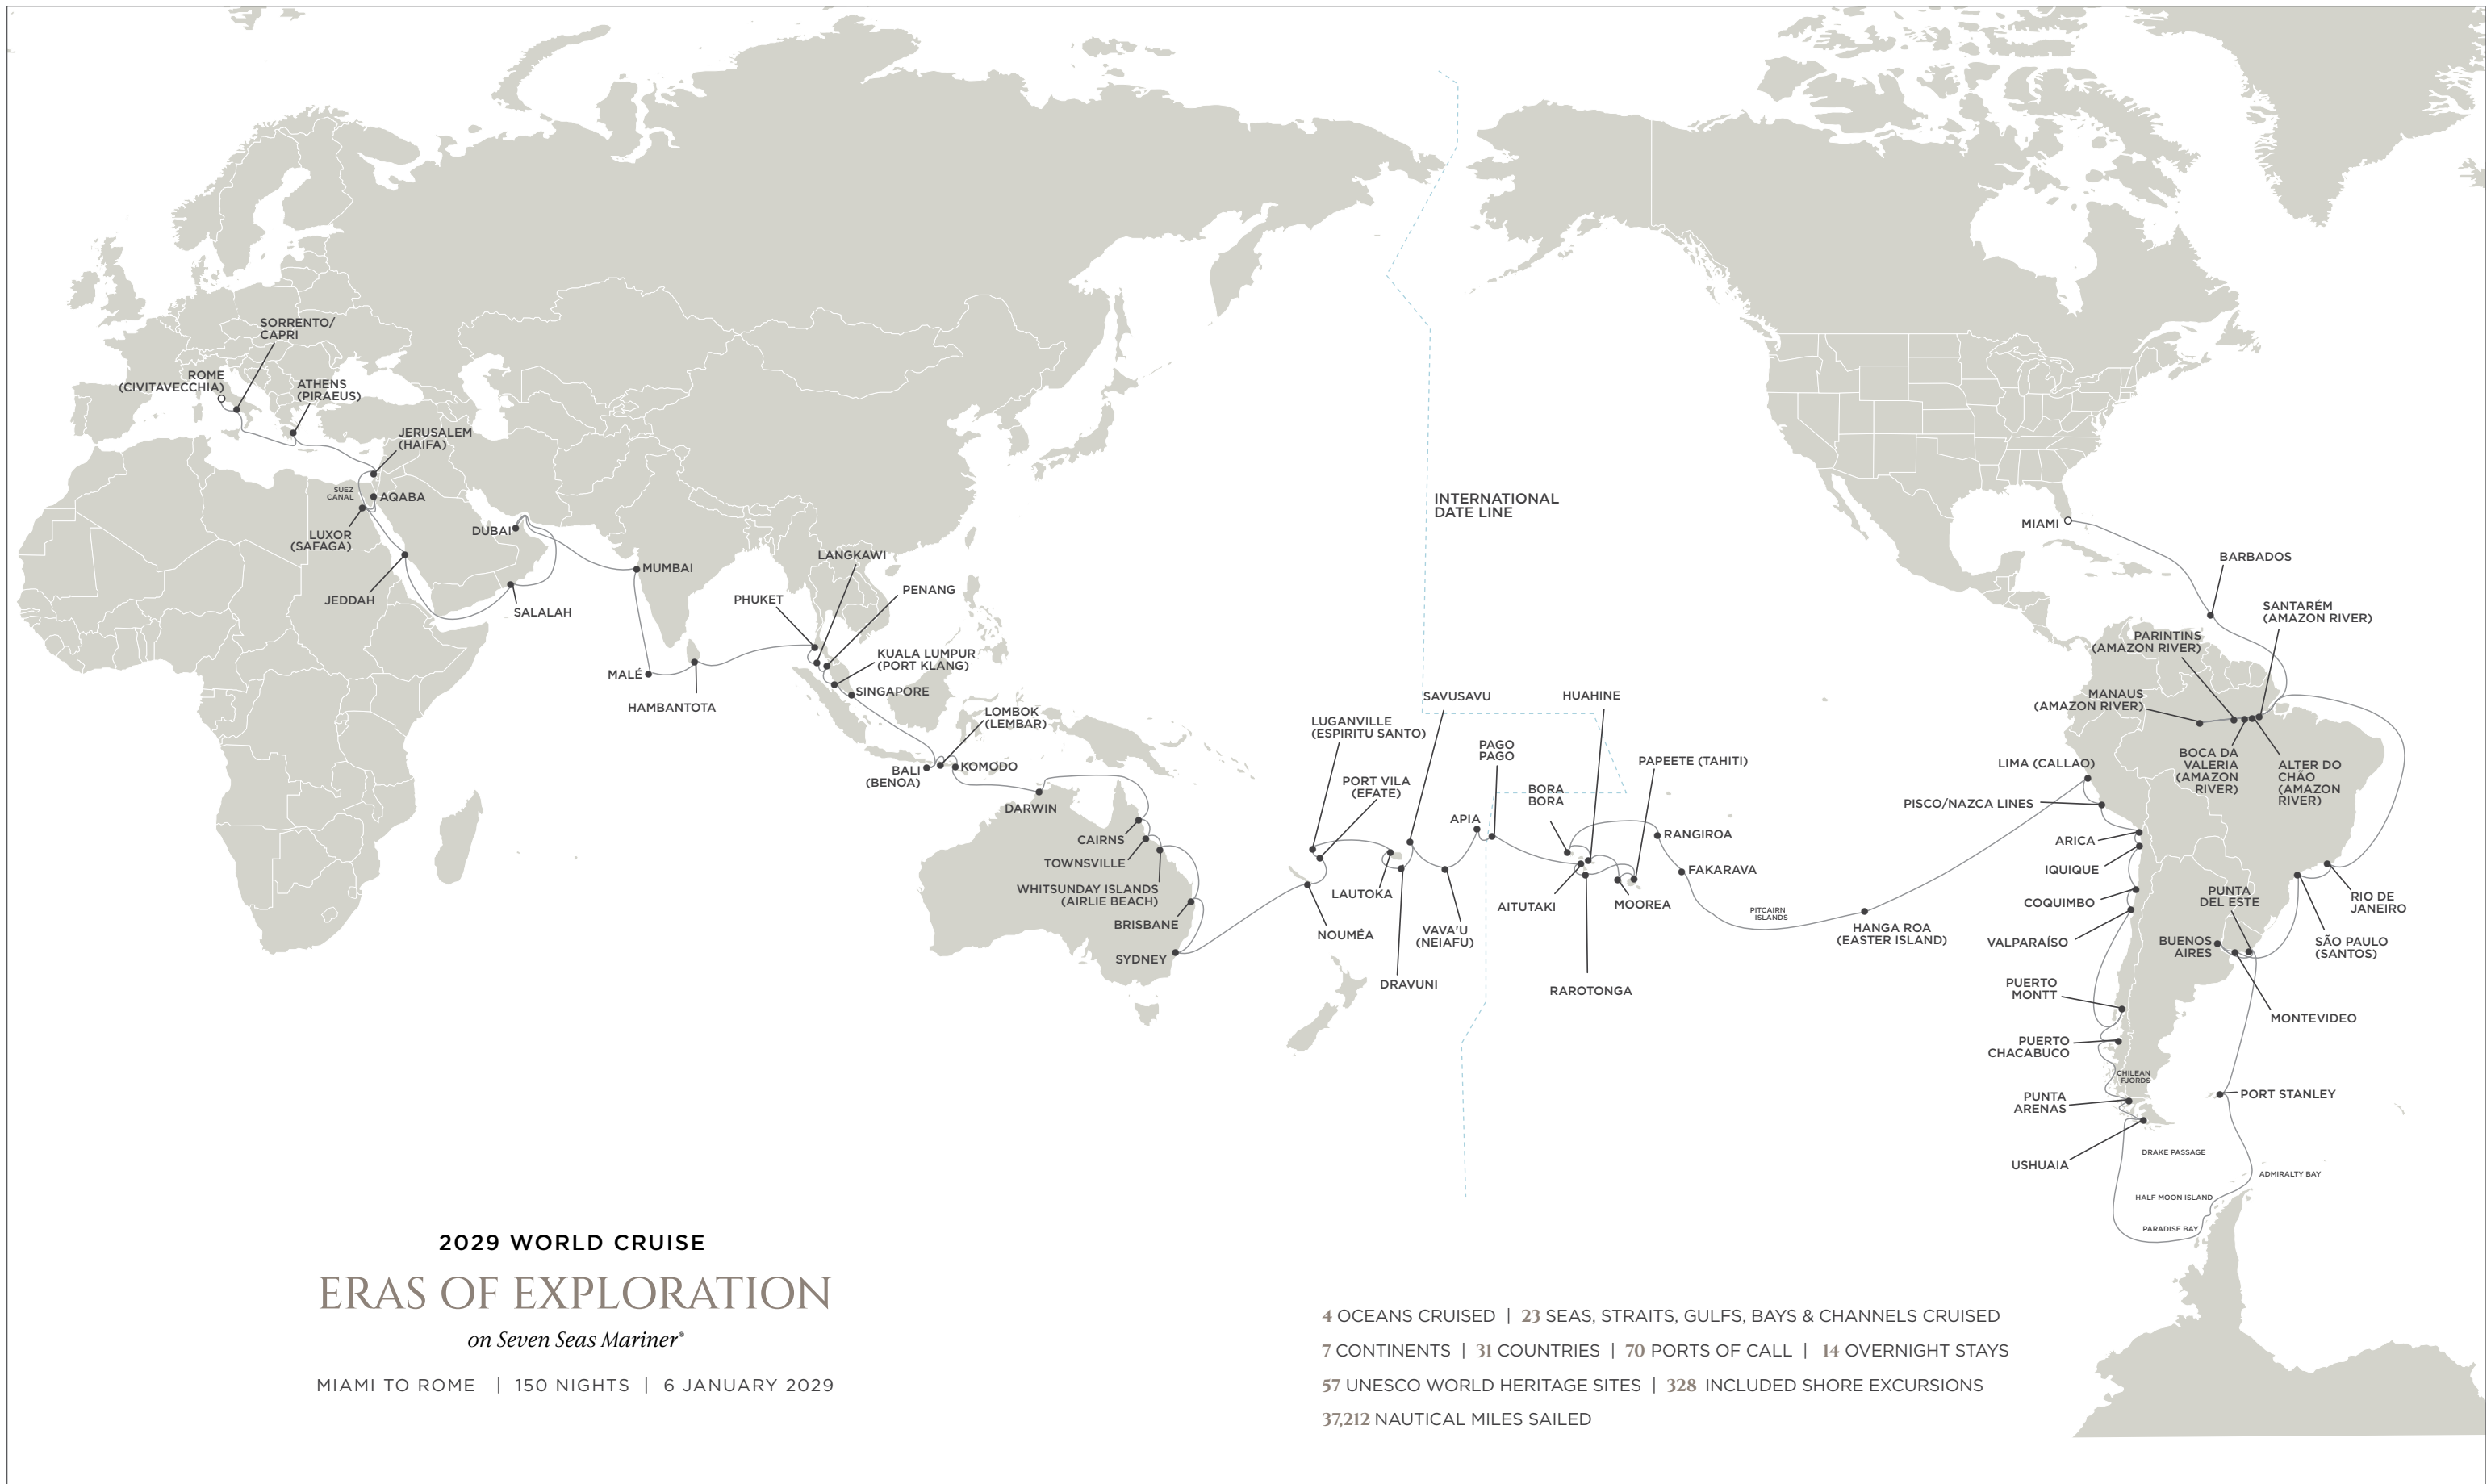 SORRENTO/
CAPRI
ROME
(CIVITAVECCHIA)
ATHENS
(PIRAEUS)
JERUSALEM
(HAIFA)
SUEZ
CANAL
AQABA
LUXOR
(SAFAGA)
JEDDAH
DUBAI
SALALAH
MUMBAI
MALÉ
HAMBANTOTA
PHUKET
LANGKAWI
PENANG
KUALA LUMPUR
(PORT KLANG)
SINGAPORE
LOMBOK
(LEMBAR)
BALI
(BENOA)
KOMODO
DARWIN
CAIRNS
TOWNSVILLE
WHITSUNDAY ISLANDS
(AIRLIE BEACH)
BRISBANE
SYDNEY
INTERNATIONAL
DATE LINE
LUGANVILLE
(ESPIRITU SANTO)
PORT VILA
(EFATE)
NOUMÉA
LAUTOKA
SAVUSAVU
DRAVUNI
VAVA'U
(NEIAFU)
APIA
PAGO
PAGO
BORA
BORA
HUAHINE
PAPEETE (TAHITI)
AITUTAKI
RAROTONGA
MOOREA
RANGIROA
FAKARAVA
PITCAIRN
ISLANDS
HANGA ROA
(EASTER ISLAND)
MIAMI
BARBADOS
SANTARÉM
(AMAZON RIVER)
PARINTINS
(AMAZON RIVER)
MANAUS
(AMAZON RIVER)
BOCA DA
VALERIA
(AMAZON
RIVER)
ALTER DO
CHÃO
(AMAZON
RIVER)
LIMA (CALLAO)
PISCO/NAZCA LINES
ARICA
IQUIQUE
COQUIMBO
VALPARAÍSO
PUERTO
MONTT
PUERTO
CHACABUCO
CHILEAN
FJORDS
PUNTA
ARENAS
USHUAIA
PUNTA
DEL ESTE
BUENOS
AIRES
RIO DE
JANEIRO
SÃO PAULO
(SANTOS)
MONTEVIDEO
PORT STANLEY
DRAKE PASSAGE
ADMIRALTY BAY
HALF MOON ISLAND
PARADISE BAY
2029 WORLD CRUISE
ERAS OF EXPLORATION
on Seven Seas Mariner®
MIAMI TO ROME | 150 NIGHTS | 6 JANUARY 2029
4 OCEANS CRUISED | 23 SEAS, STRAITS, GULFS, BAYS & CHANNELS CRUISED
7 CONTINENTS | 31 COUNTRIES | 70 PORTS OF CALL | 14 OVERNIGHT STAYS
57 UNESCO WORLD HERITAGE SITES | 328 INCLUDED SHORE EXCURSIONS
37,212 NAUTICAL MILES SAILED